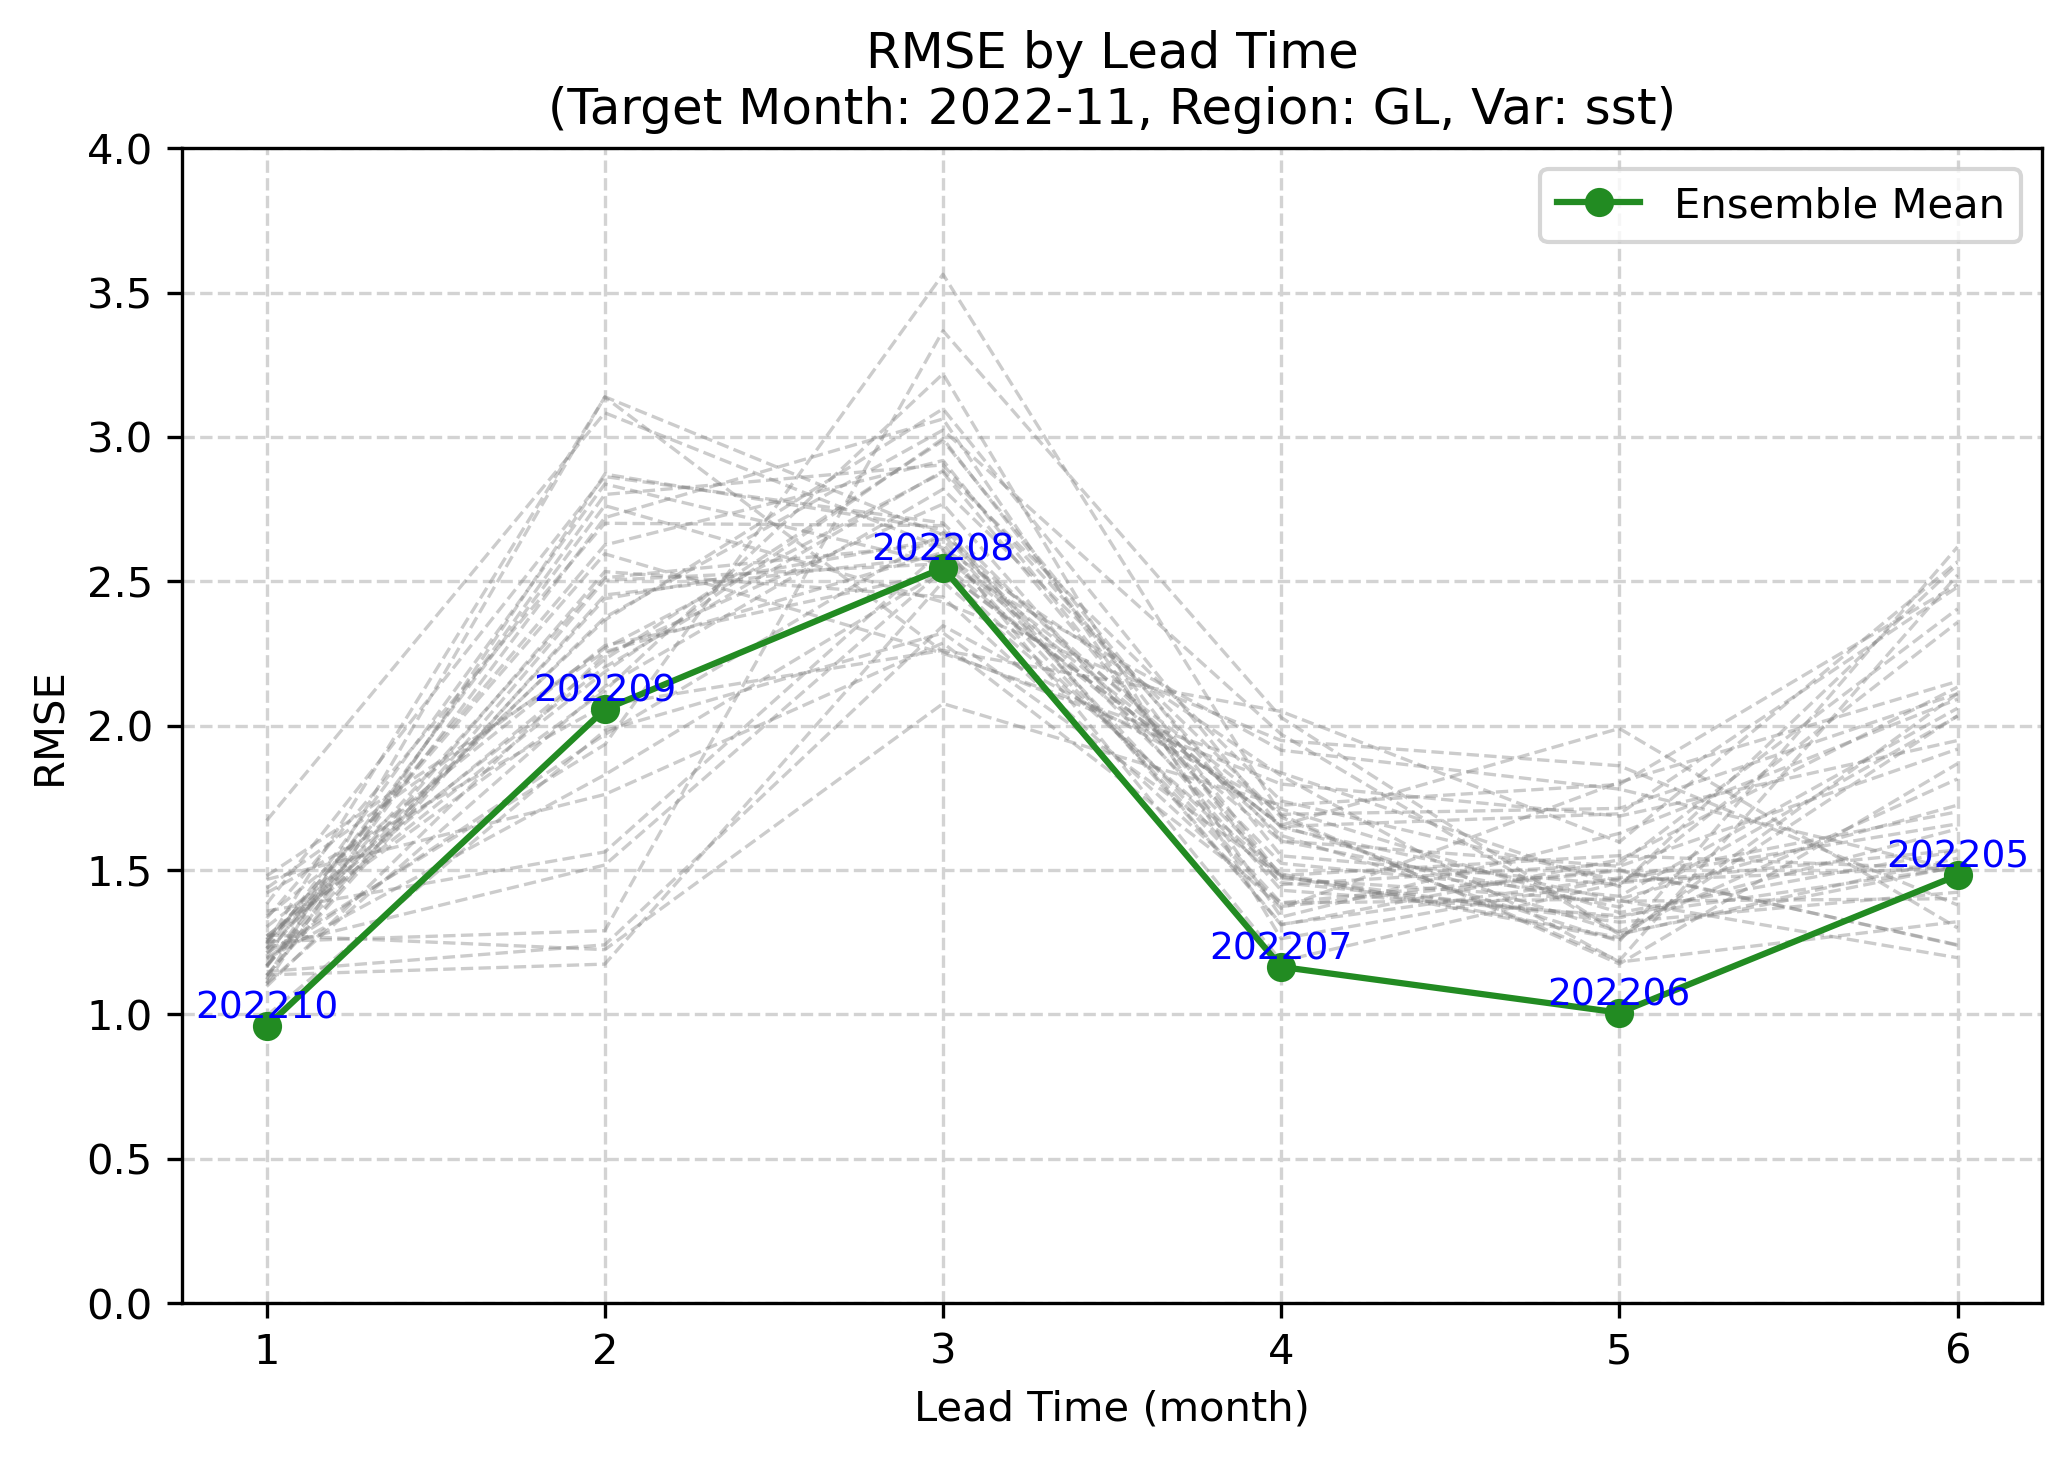 RMSE by Lead Time
(Target Month: 2022-11, Region: GL, Var: sst)
Ensemble Mean
RMSE
4.0
3.5
3.0
2.5
2.0
1.5
1.0
0.5
0.0
202210
202209
202208
202207
202206
202205
1 2 3 4 5 6
Lead Time (month)